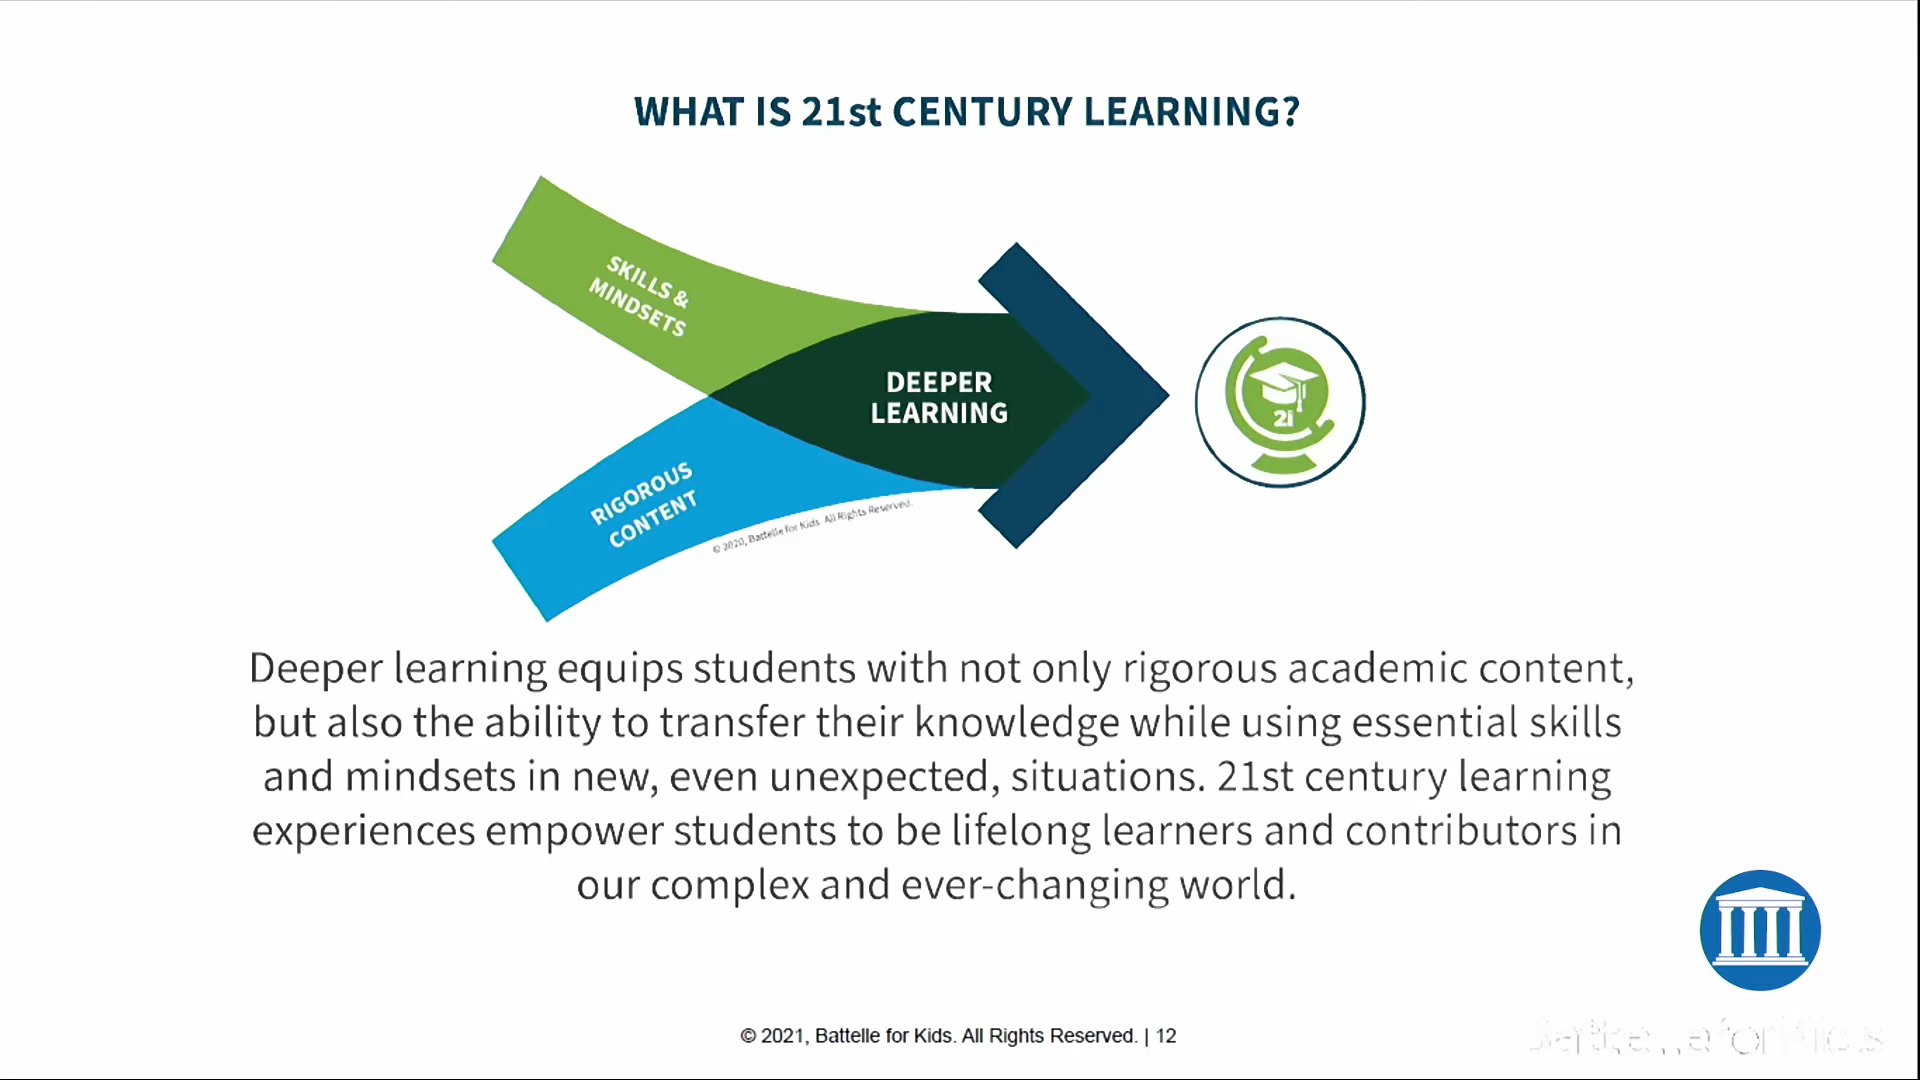 WHAT IS 21st CENTURY LEARNING?
SKILLS &
MINDSETS
DEEPER
LEARNING
RIGOROUS
CONTENT
© 2020, Battelle for Kids. All Rights Reserved.
21
Deeper learning equips students with not only rigorous academic content,
but also the ability to transfer their knowledge while using essential skills
and mindsets in new, even unexpected, situations. 21st century learning
experiences empower students to be lifelong learners and contributors in
our complex and ever-changing world.
© 2021, Battelle for Kids. All Rights Reserved. | 12
Battelle for Kids